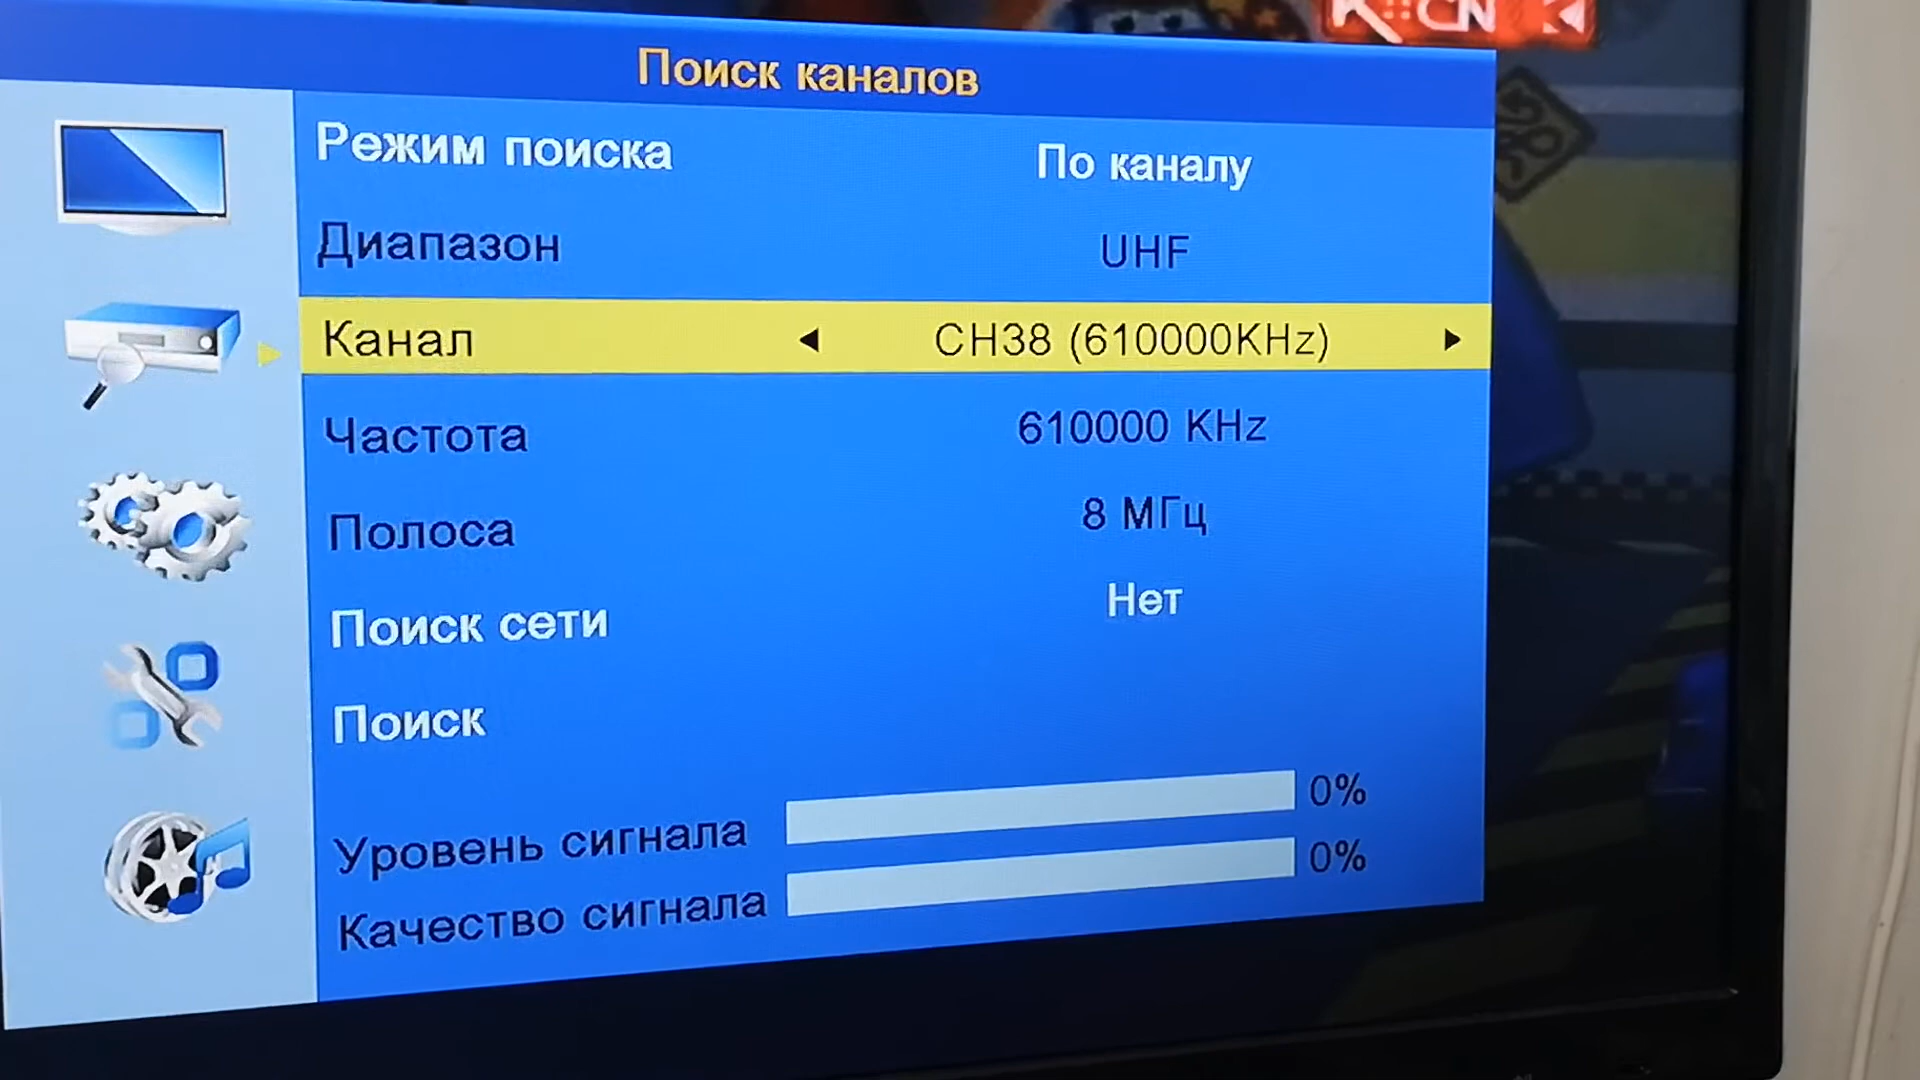 Поиск каналов
Режим поиска По каналу
Диапазон UHF
Канал CH38 (610000KHz)
Частота 610000 KHz
Полоса 8 МГц
Поиск сети Нет
Поиск
Уровень сигнала 0%
Качество сигнала 0%